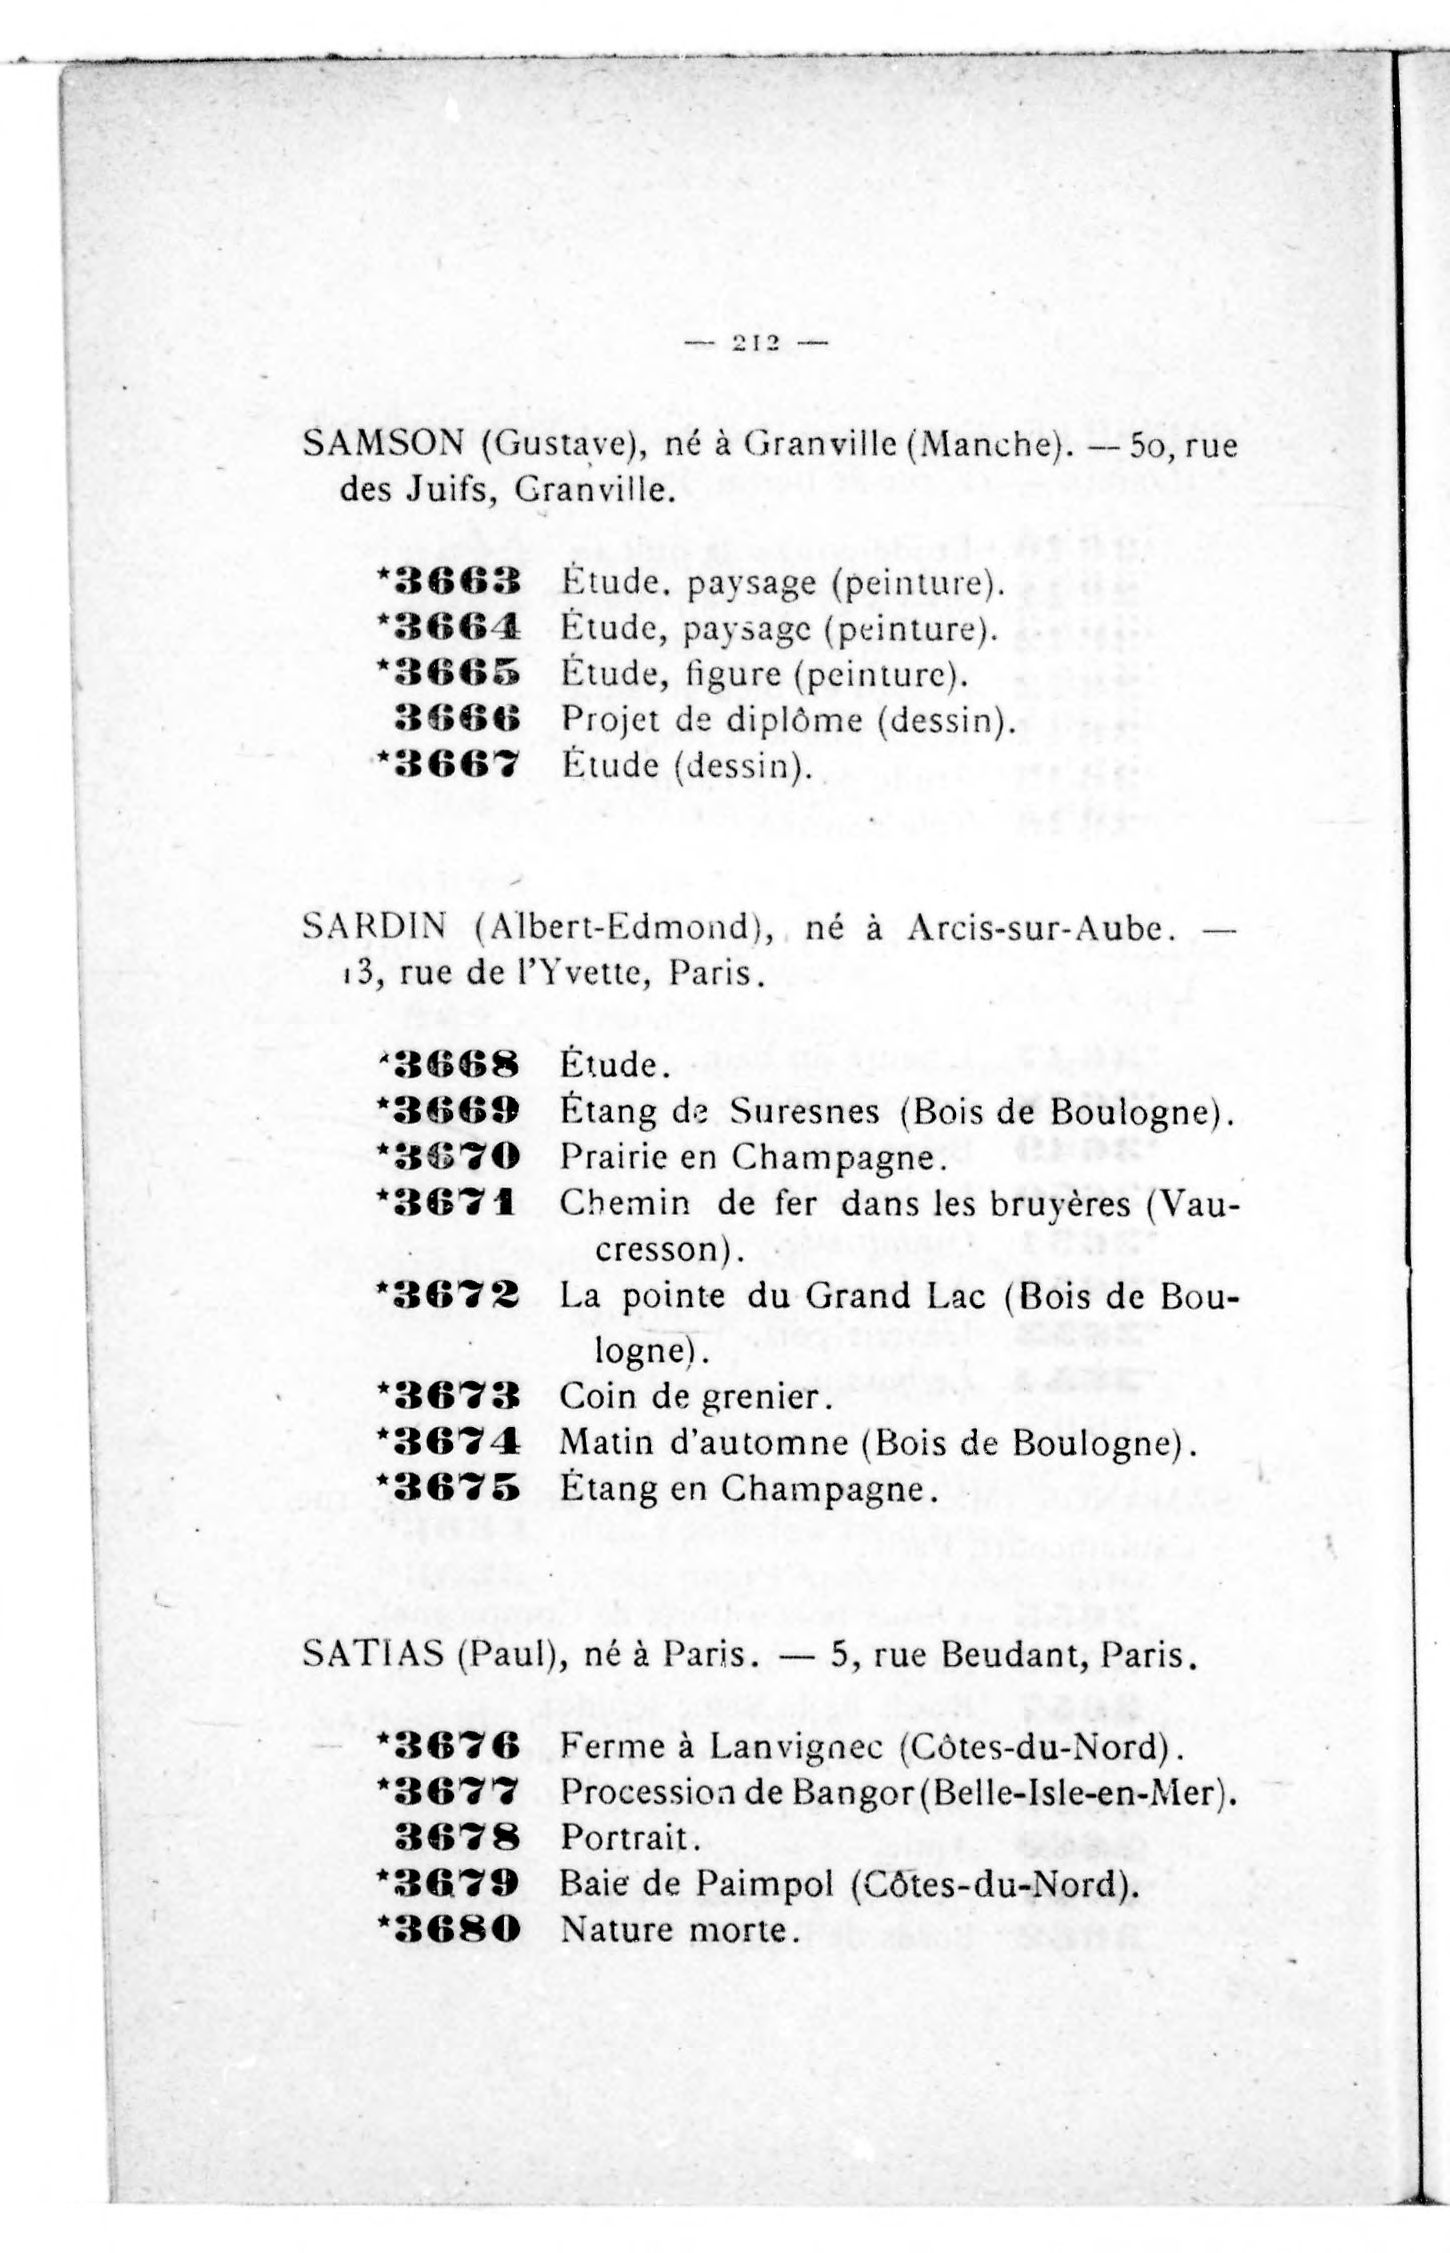 — 212 —
SAMSON (Gustave), né à Granville (Manche). — 50, rue
des Juifs, Granville.
*3663 Étude, paysage (peinture).
*3664 Étude, paysage (peinture).
*3665 Étude, figure (peinture).
3666 Projet de diplôme (dessin).
*3667 Étude (dessin).
SARDIN (Albert-Edmond), né à Arcis-sur-Aube. —
13, rue de l'Yvette, Paris.
*3668 Étude.
*3669 Étang de Suresnes (Bois de Boulogne).
*3670 Prairie en Champagne.
*3671 Chemin de fer dans les bruyères (Vau-
cresson).
*3672 La pointe du Grand Lac (Bois de Bou-
logne).
*3673 Coin de grenier.
*3674 Matin d'automne (Bois de Boulogne).
*3675 Étang en Champagne.
SATIAS (Paul), né à Paris. — 5, rue Beudant, Paris.
*3676 Ferme à Lanvignec (Côtes-du-Nord).
*3677 Procession de Bangor (Belle-Isle-en-Mer).
3678 Portrait.
*3679 Baie de Paimpol (Côtes-du-Nord).
*3680 Nature morte.